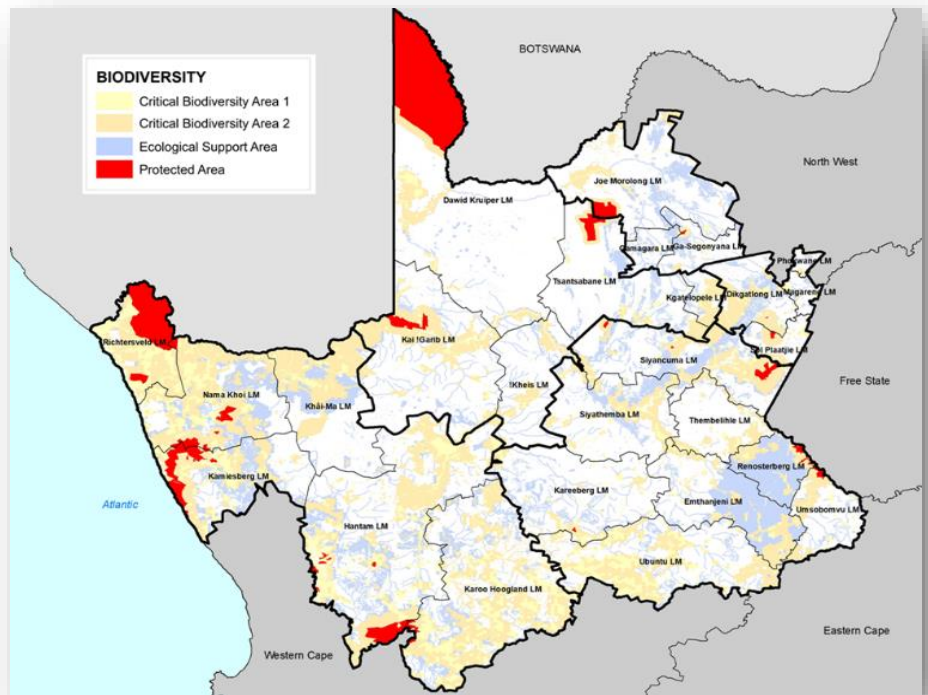 BIODIVERSITY
Critical Biodiversity Area 1
Critical Biodiversity Area 2
Ecological Support Area
Protected Area
BOTSWANA
North West
Joe Morolong LM
Dawid Kruiper LM
Gamagara LM
Ga-Segonyana LM
Phokwane LM
Tsantsabane LM
Kgatelopele LM
Dikgatlong LM
Magareng LM
Richtersveld LM
Kai !Garib LM
Sol Plaatjie LM
Siyancuma LM
!Kheis LM
Free State
Nama Khoi LM
Khâi-Ma LM
Siyathemba LM
Thembelihle LM
Renosterberg LM
Kamiesberg LM
Kareeberg LM
Emthanjeni LM
Umsobomvu LM
Atlantic
Hantam LM
Ubuntu LM
Karoo Hoogland LM
Eastern Cape
Western Cape